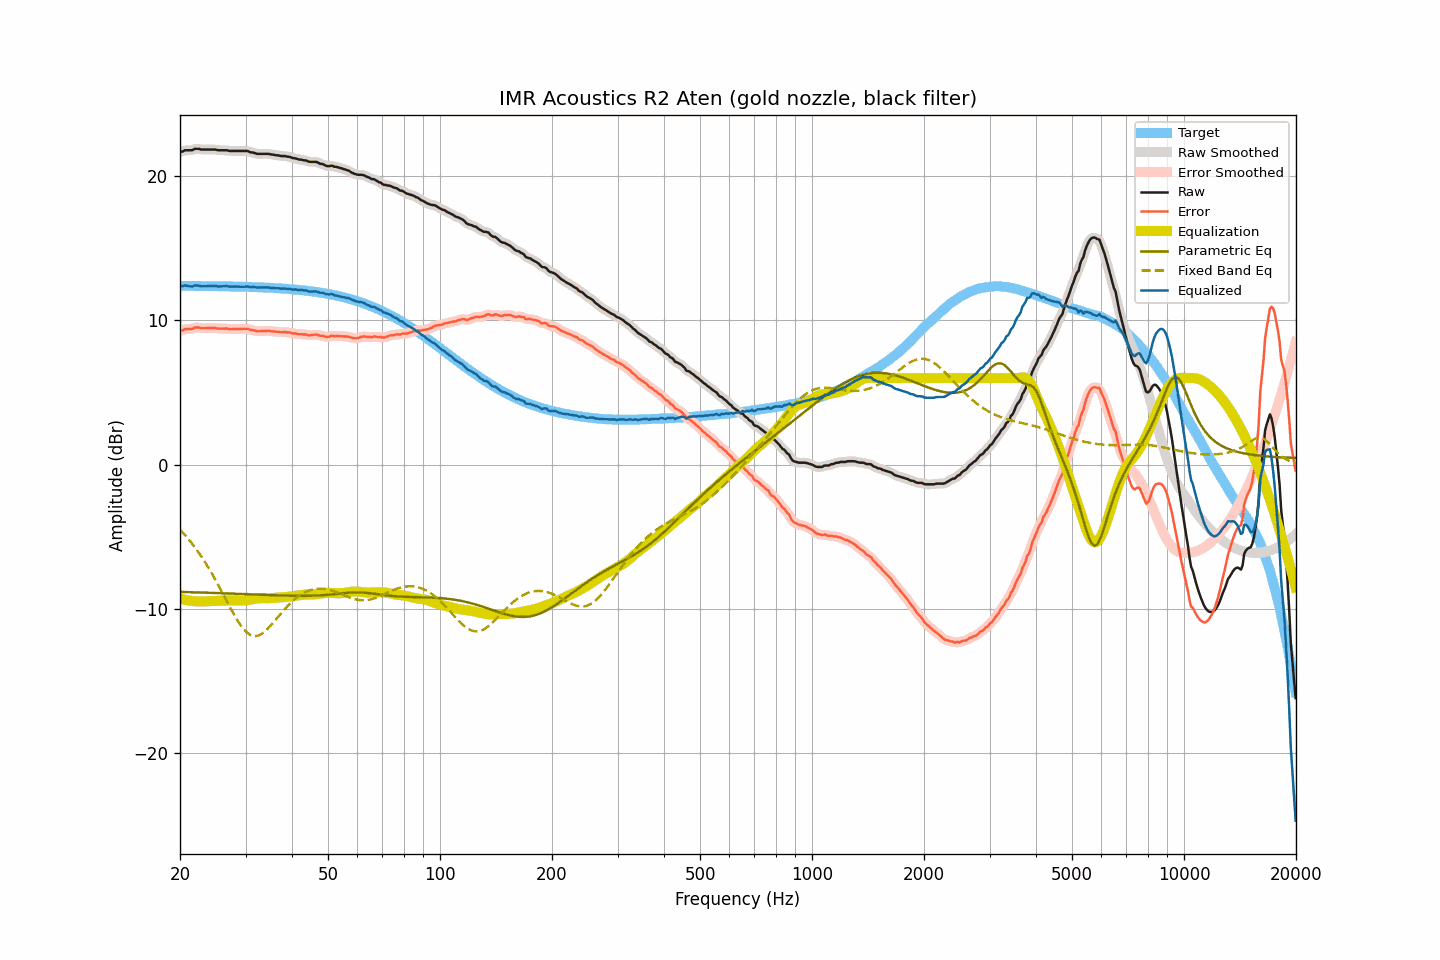 IMR Acoustics R2 Aten (gold nozzle, black filter)
Target
Raw Smoothed
Error Smoothed
Raw
Error
Equalization
Parametric Eq
Fixed Band Eq
Equalized
Amplitude (dBr)
20
10
0
−10
−20
20 50 100 200 500 1000 2000 5000 10000 20000
Frequency (Hz)